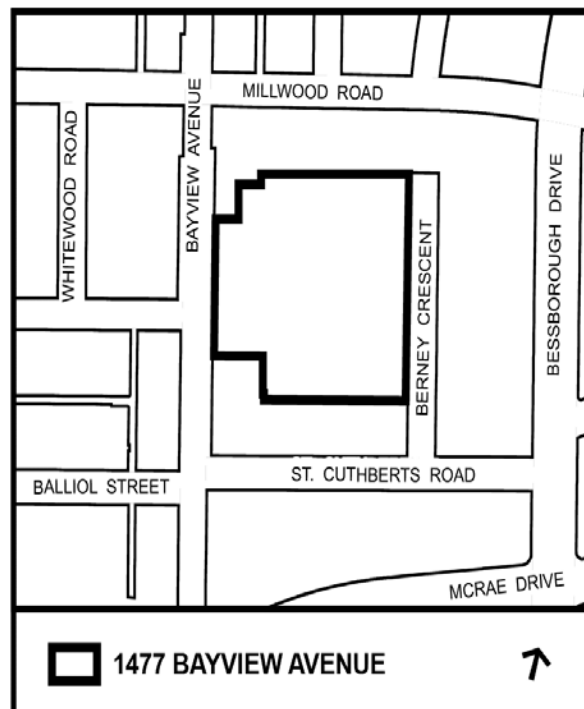 MILLWOOD ROAD
WHITEWOOD ROAD
BAYVIEW AVENUE
BERNEY CRESCENT
BESSBOROUGH DRIVE
BALLIOL STREET
ST. CUTHBERTS ROAD
MCRAE DRIVE
1477 BAYVIEW AVENUE